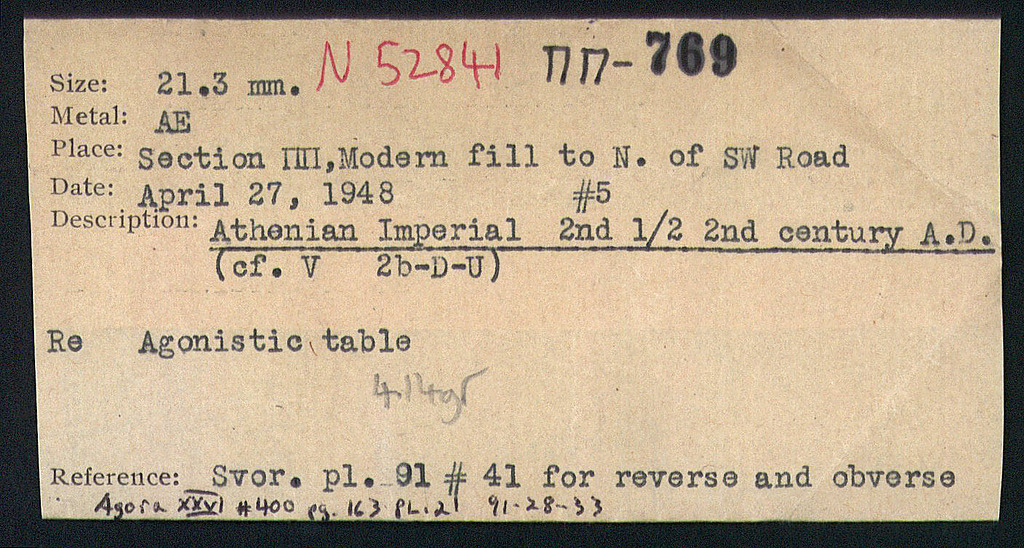 N 52841 ΠΠ-769
Size: 21.3 mm.
Metal: AE
Place: Section ΠΠ, Modern fill to N. of SW Road
Date: April 27, 1948 #5
Description: Athenian Imperial 2nd 1/2 2nd century A.D.
(cf. V 2b-D-U)
Re Agonistic table
4.14gr
Reference: Svor. pl. 91 # 41 for reverse and obverse
Agora XXVI #400 pg. 163 PL. 21 91-28-33